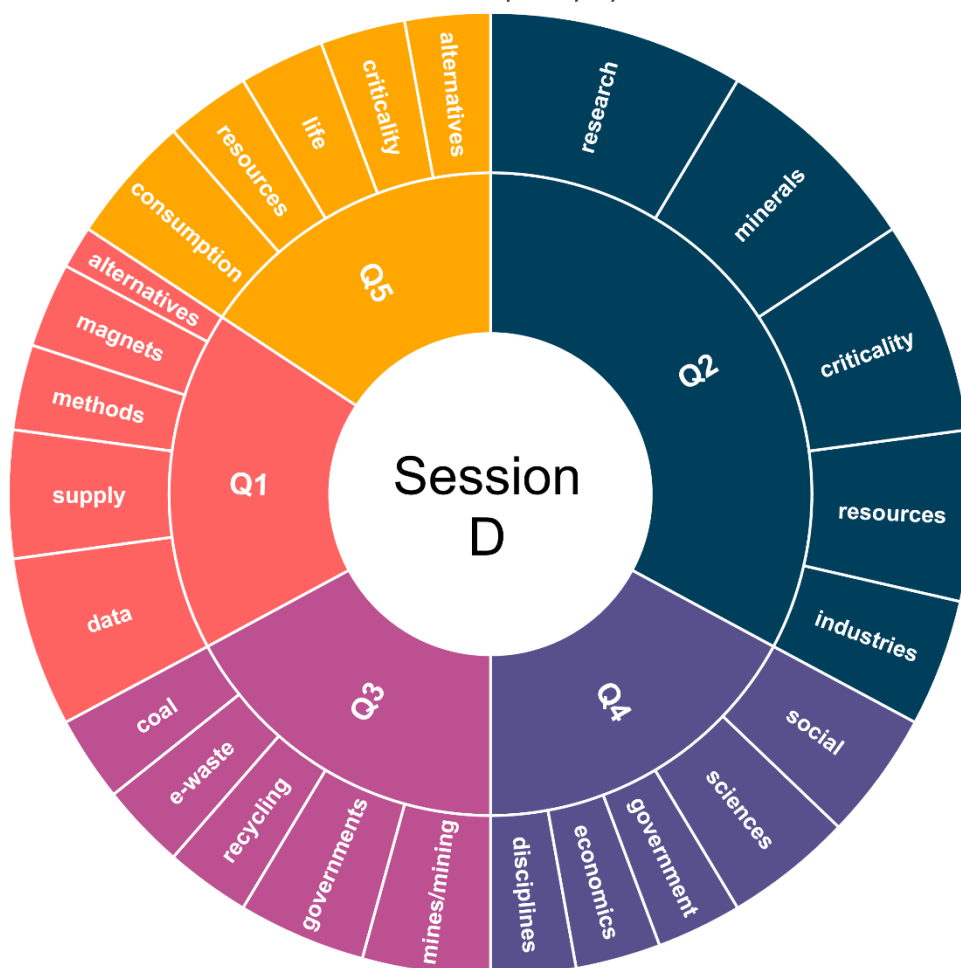 Session
D
Q2
research
minerals
criticality
resources
industries
Q4
social
sciences
government
economics
disciplines
Q3
mines/mining
governments
recycling
e-waste
coal
Q1
data
supply
methods
magnets
alternatives
Q5
consumption
resources
life
criticality
alternatives